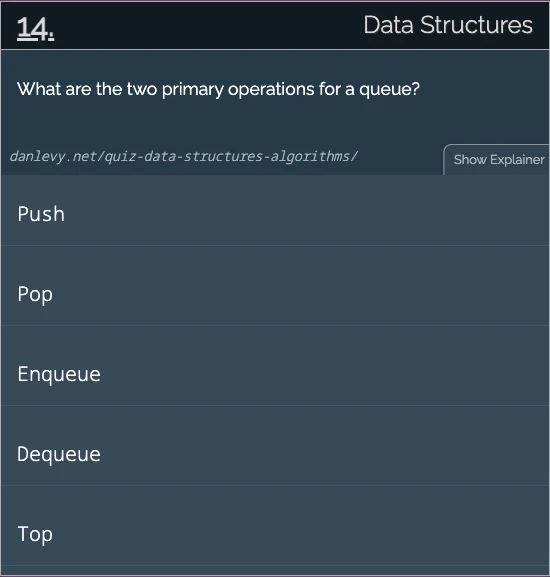 14.
Data Structures
What are the two primary operations for a queue?
danlevy.net/quiz-data-structures-algorithms/
Show Explainer
Push
Pop
Enqueue
Dequeue
Top